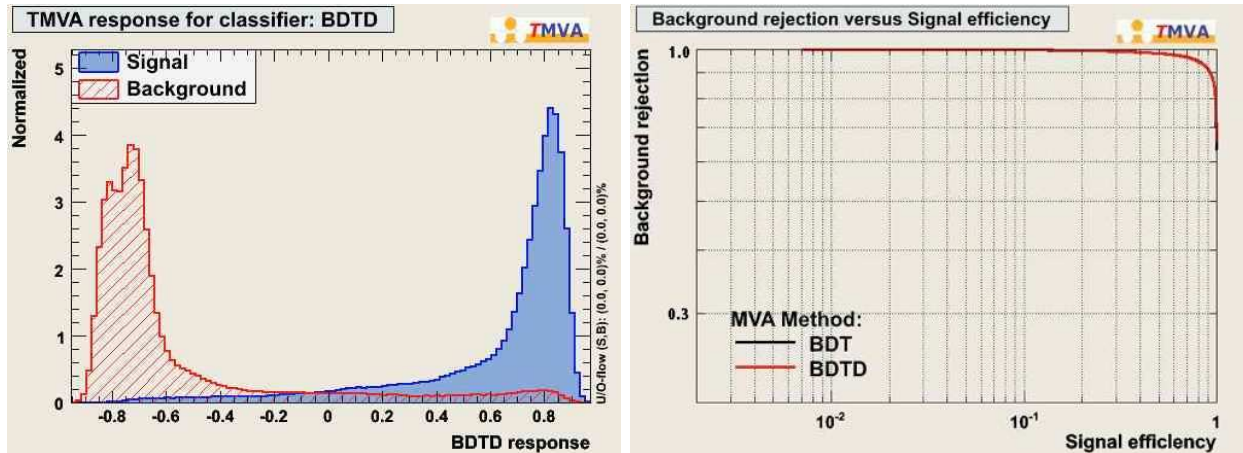 TMVA response for classifier: BDTD
TMVA
Normalized
5
4
3
2
1
0
Signal
Background
U/O-flow (S,B): (0.0, 0.0)% / (0.0, 0.0)%
-0.8 -0.6 -0.4 -0.2 0 0.2 0.4 0.6 0.8
BDTD response
Background rejection versus Signal efficiency
TMVA
Background rejection
1.0
0.3
MVA Method:
BDT
BDTD
10-2 10-1 1
Signal efficiency